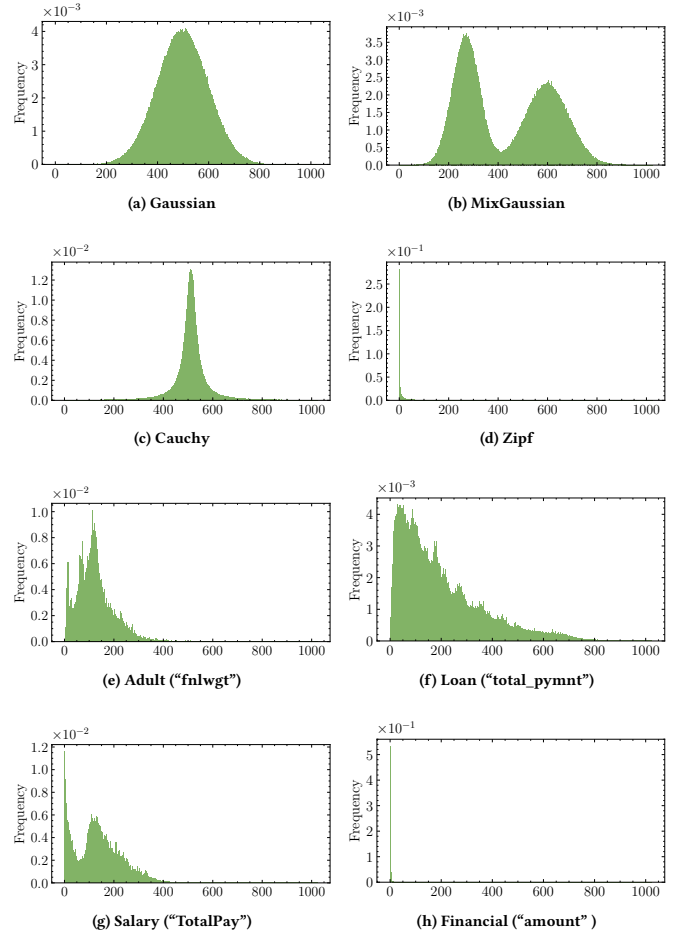 ×10⁻³
4
3
2
1
0
Frequency
0 200 400 600 800 1000
(a) Gaussian
×10⁻³
3.5
3.0
2.5
2.0
1.5
1.0
0.5
0.0
Frequency
0 200 400 600 800 1000
(b) MixGaussian
×10⁻²
1.2
1.0
0.8
0.6
0.4
0.2
0.0
Frequency
0 200 400 600 800 1000
(c) Cauchy
×10⁻¹
2.5
2.0
1.5
1.0
0.5
0.0
Frequency
0 200 400 600 800 1000
(d) Zipf
×10⁻²
1.0
0.8
0.6
0.4
0.2
0.0
Frequency
0 200 400 600 800 1000
(e) Adult (“fnlwgt”)
×10⁻³
4
3
2
1
0
Frequency
0 200 400 600 800 1000
(f) Loan (“total_pymnt”)
×10⁻²
1.2
1.0
0.8
0.6
0.4
0.2
0.0
Frequency
0 200 400 600 800 1000
(g) Salary (“TotalPay”)
×10⁻¹
5
4
3
2
1
0
Frequency
0 200 400 600 800 1000
(h) Financial (“amount” )